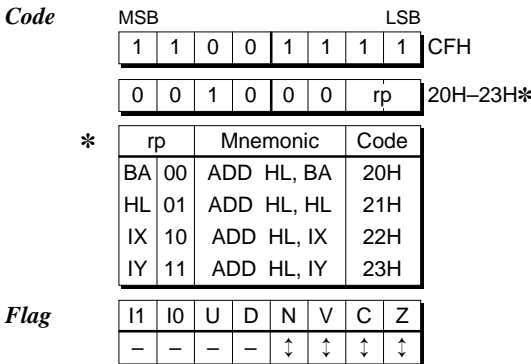 Code MSB LSB
1 1 0 0 1 1 1 1 CFH
0 0 1 0 0 0 rp 20H–23H*
* rp Mnemonic Code
BA 00 ADD HL, BA 20H
HL 01 ADD HL, HL 21H
IX 10 ADD HL, IX 22H
IY 11 ADD HL, IY 23H
Flag I1 I0 U D N V C Z
– – – – ↕ ↕ ↕ ↕